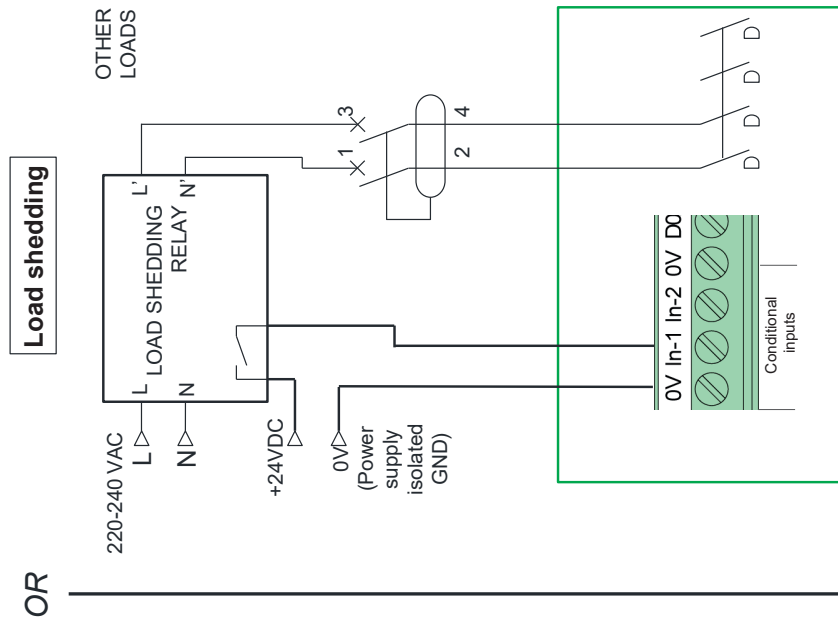 OR
Load shedding
220-240 VAC
L
N
L
N
LOAD SHEDDING
RELAY
L'
N'
OTHER
LOADS
+24VDC
0V
(Power
supply
isolated
GND)
1
3
2
4
0V In-1 In-2 0V D0
Conditional
inputs
D
D
D
D